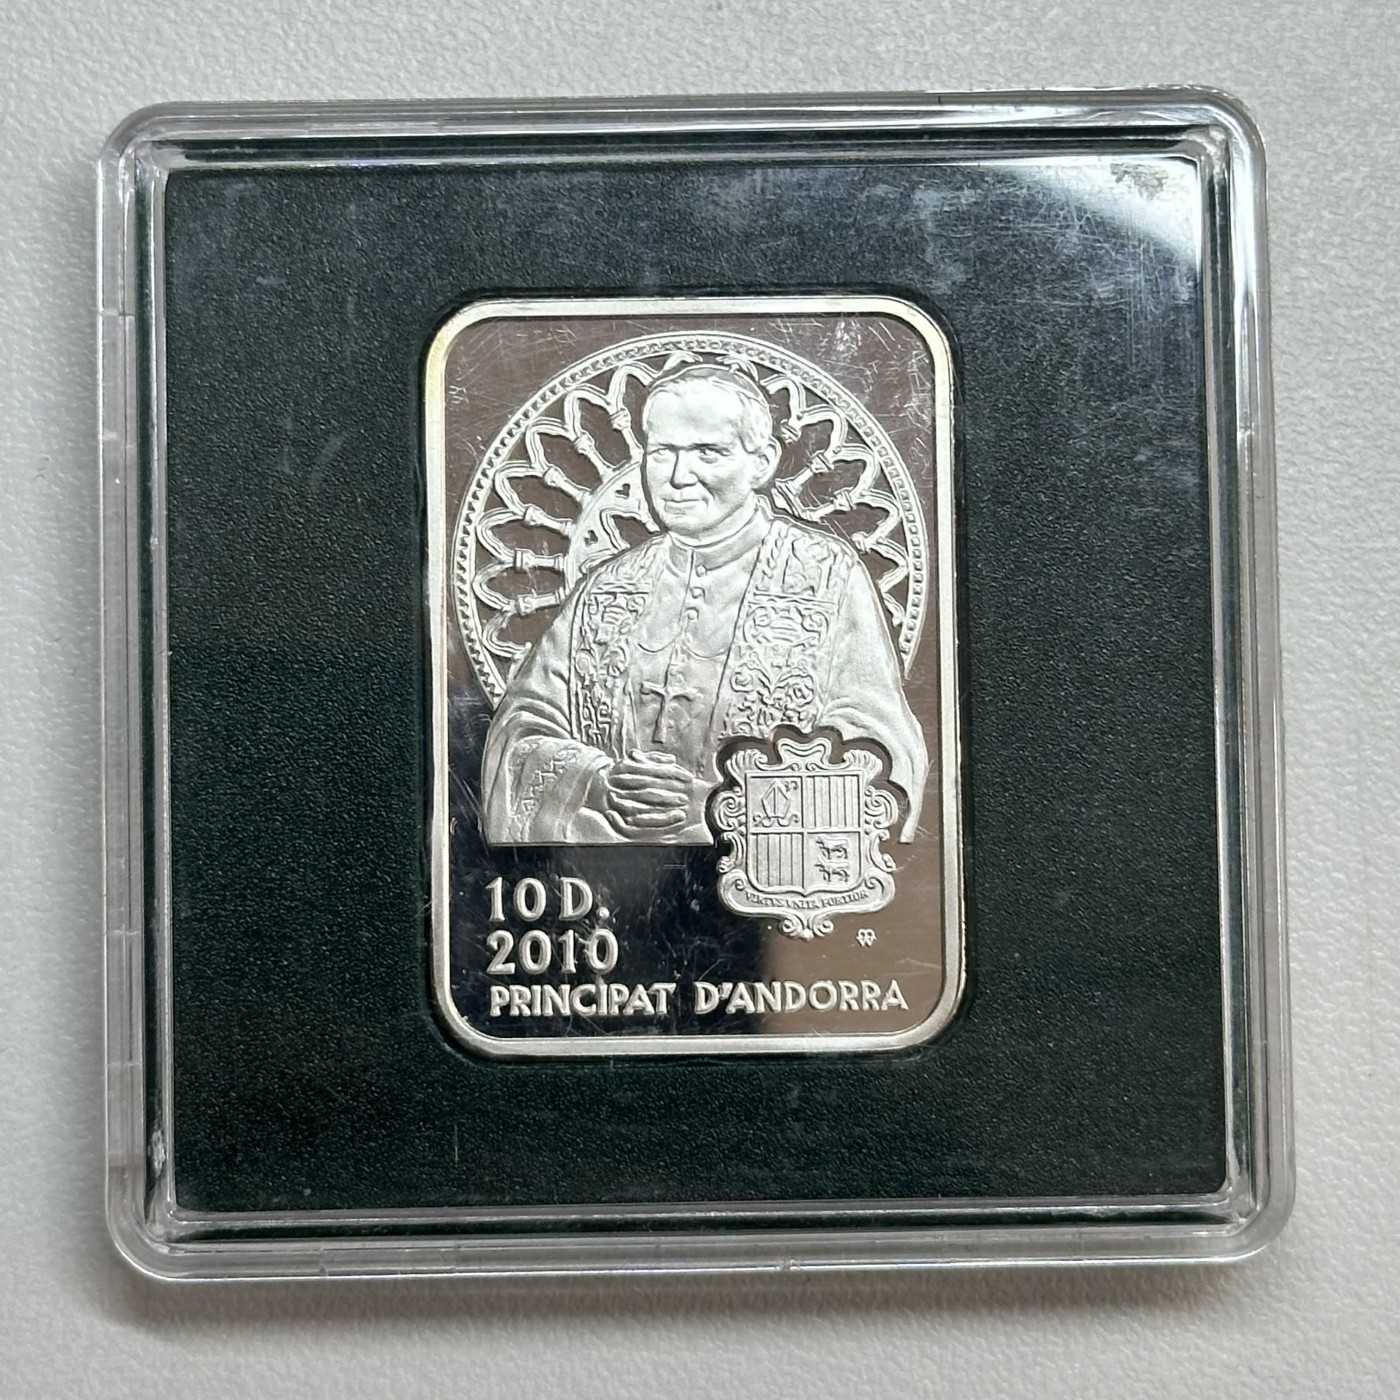 10 D.
2010
PRINCIPAT D'ANDORRA
VIRTUS UNITA FORTIOR